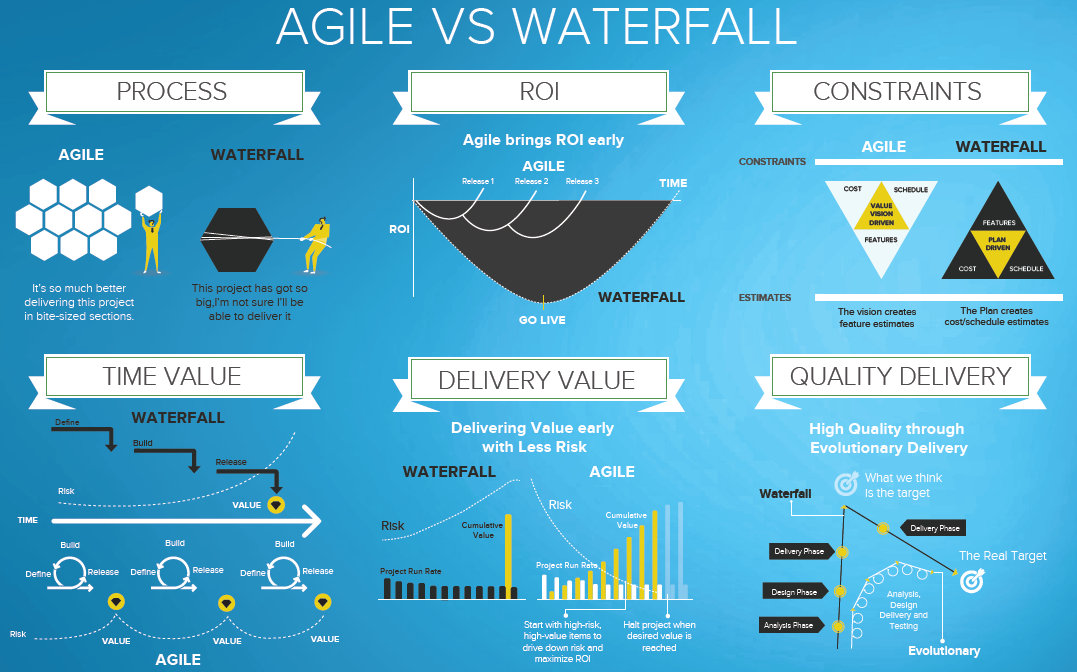 AGILE VS WATERFALL
PROCESS
AGILE
WATERFALL
It's so much better
delivering this project
in bite-sized sections.
This project has got so
big,I'm not sure I'll be
able to deliver it
ROI
Agile brings ROI early
AGILE
Release 1
Release 2
Release 3
TIME
ROI
WATERFALL
GO LIVE
CONSTRAINTS
AGILE
WATERFALL
CONSTRAINTS
COST
SCHEDULE
VALUE
VISION
DRIVEN
FEATURES
FEATURES
PLAN
DRIVEN
COST
SCHEDULE
ESTIMATES
The vision creates
feature estimates
The Plan creates
cost/schedule estimates
TIME VALUE
WATERFALL
Define
Build
Release
Risk
VALUE
TIME
Build
Define
Release
Build
Define
Release
Build
Define
Release
Risk
VALUE
VALUE
VALUE
AGILE
DELIVERY VALUE
Delivering Value early
with Less Risk
WATERFALL
AGILE
Risk
Cumulative
Value
Project Run Rate
Risk
Cumulative
Value
Project Run Rate
Start with high-risk,
high-value items to
drive down risk and
maximize ROI
Halt project when
desired value is
reached
QUALITY DELIVERY
High Quality through
Evolutionary Delivery
What we think
is the target
Waterfall
Delivery Phase
Delivery Phase
The Real Target
Design Phase
Analysis Phase
Analysis,
Design
Delivery and
Testing
Evolutionary